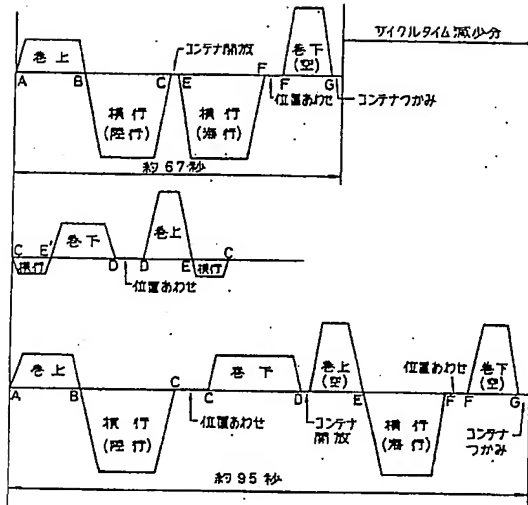 巻上
コンテナ開放
巻下
(空)
サイクルタイム減少分
A B C E F F G
位置あわせ
コンテナつかみ
横行
(陸行)
横行
(海行)
約67秒
C E' 巻下 D D 巻上 E C
横行
横行
位置あわせ
巻上
巻下
巻上
(空)
位置あわせ
巻下
(空)
A B C C D E F F G
位置あわせ
コンテナ
開放
コンテナ
つかみ
横行
(陸行)
横行
(海行)
約95秒